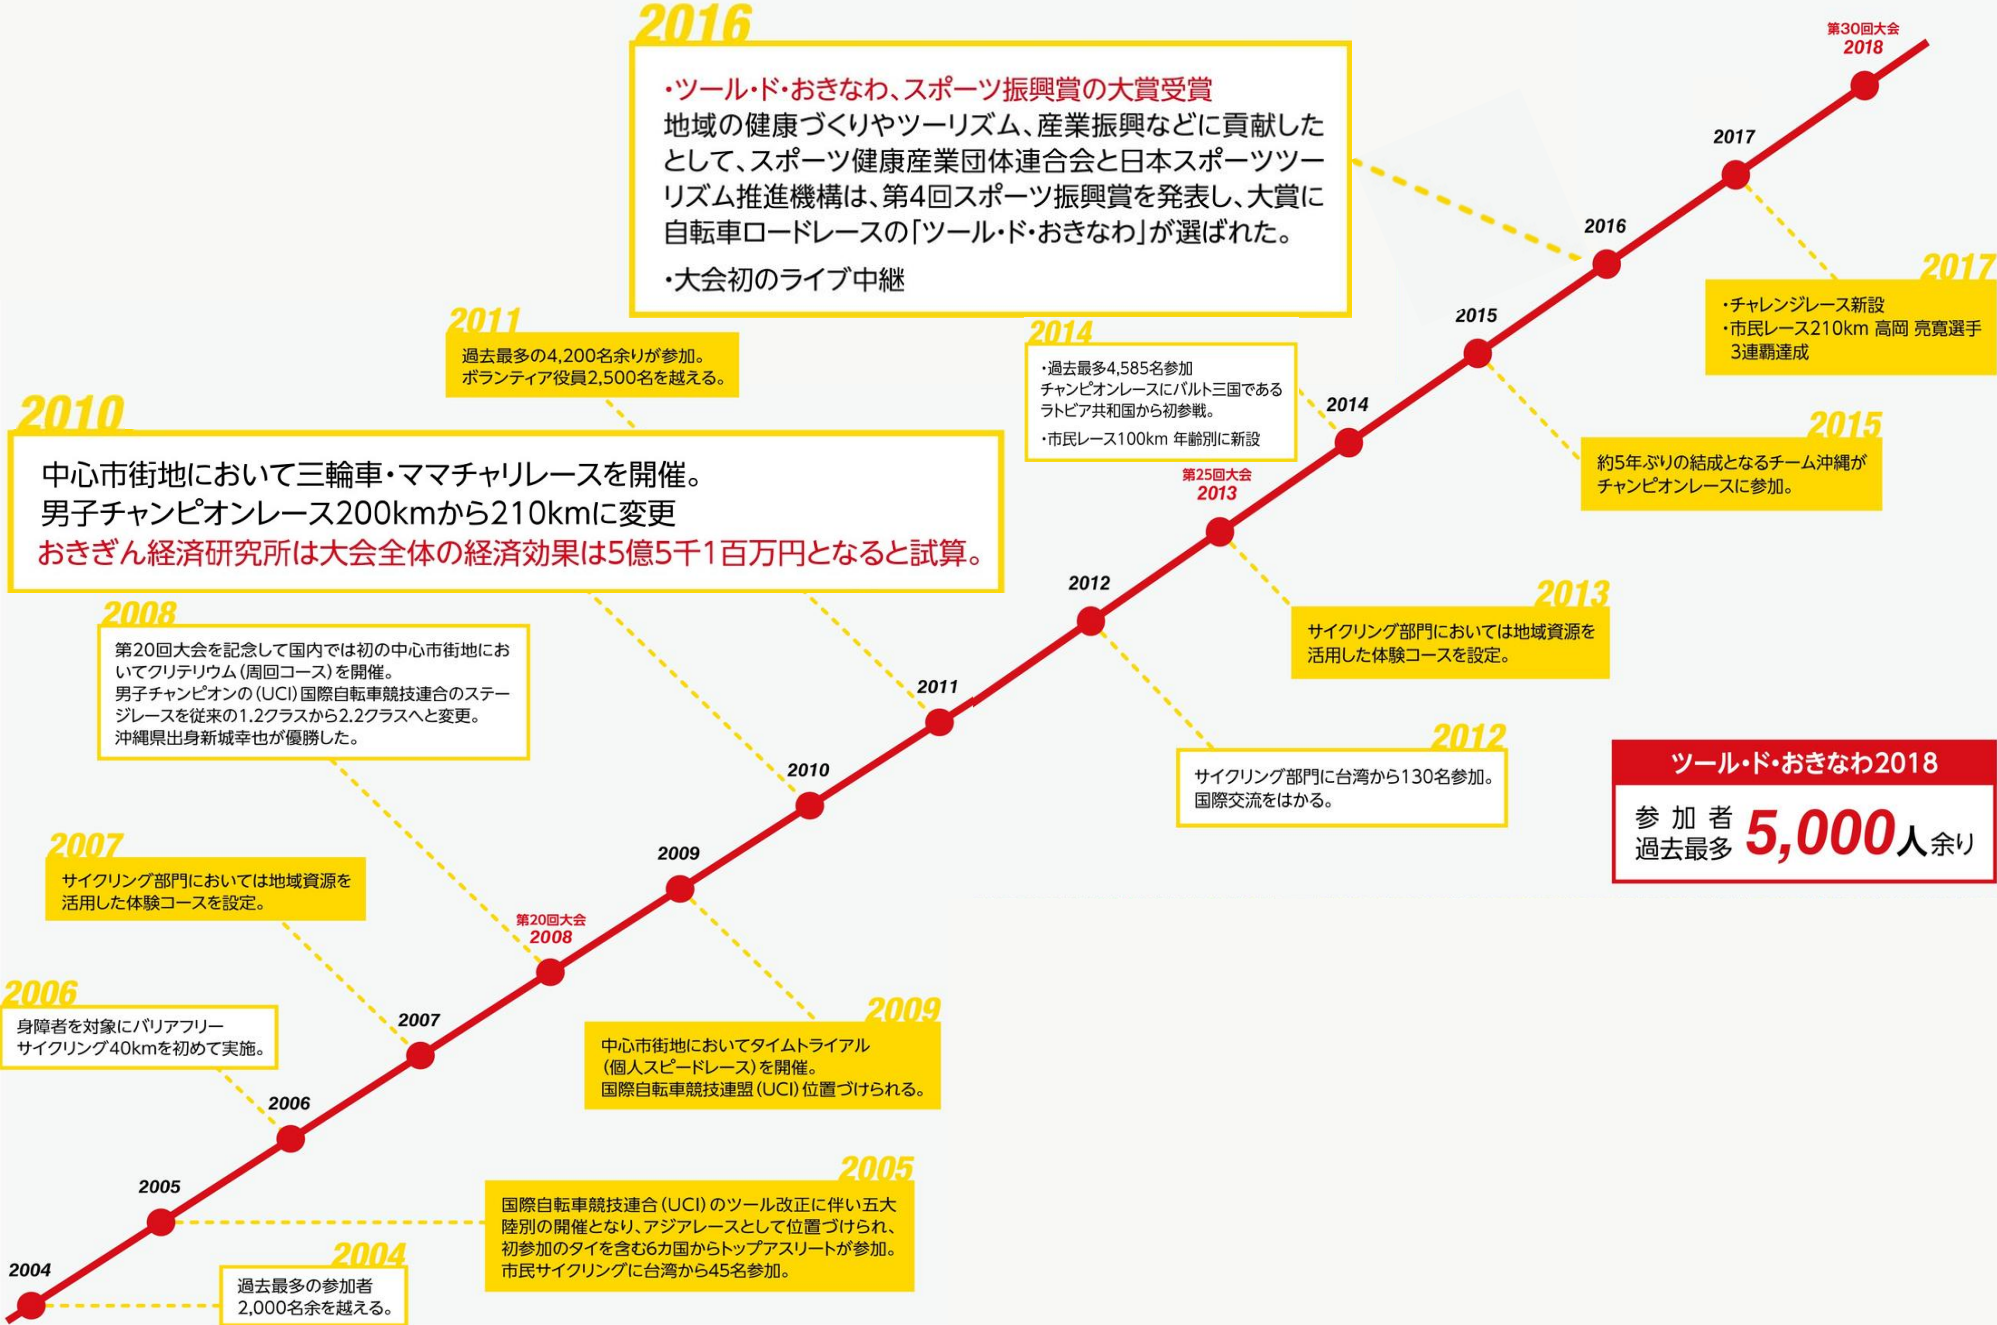 2016
・ツール・ド・おきなわ、スポーツ振興賞の大賞受賞
地域の健康づくりやツーリズム、産業振興などに貢献した
として、スポーツ健康産業団体連合会と日本スポーツツー
リズム推進機構は、第4回スポーツ振興賞を発表し、大賞に
自転車ロードレースの「ツール・ド・おきなわ」が選ばれた。
・大会初のライブ中継
第30回大会
2018
2017
2016
2015
2014
第25回大会
2013
2012
2011
2010
2009
第20回大会
2008
2007
2006
2005
2004
2017
・チャレンジレース新設
・市民レース210km 高岡 亮寛選手
3連覇達成
2011
過去最多の4,200名余りが参加。
ボランティア役員2,500名を越える。
2014
・過去最多4,585名参加
チャンピオンレースにバルト三国である
ラトビア共和国から初参戦。
・市民レース100km 年齢別に新設
2015
約5年ぶりの結成となるチーム沖縄が
チャンピオンレースに参加。
2010
中心市街地において三輪車・ママチャリレースを開催。
男子チャンピオンレース200kmから210kmに変更
おきぎん経済研究所は大会全体の経済効果は5億5千1百万円となると試算。
2013
サイクリング部門においては地域資源を
活用した体験コースを設定。
2008
第20回大会を記念して国内では初の中心市街地にお
いてクリテリウム(周回コース)を開催。
男子チャンピオンの(UCI)国際自転車競技連合のステー
ジレースを従来の1.2クラスから2.2クラスへと変更。
沖縄県出身新城幸也が優勝した。
2012
サイクリング部門に台湾から130名参加。
国際交流をはかる。
ツール・ド・おきなわ2018
参加者
過去最多 5,000人余り
2007
サイクリング部門においては地域資源を
活用した体験コースを設定。
2006
身障者を対象にバリアフリー
サイクリング40kmを初めて実施。
2009
中心市街地においてタイムトライアル
(個人スピードレース)を開催。
国際自転車競技連盟(UCI)位置づけられる。
2005
国際自転車競技連合(UCI)のツール改正に伴い五大
陸別の開催となり、アジアレースとして位置づけられ、
初参加のタイを含む6カ国からトップアスリートが参加。
市民サイクリングに台湾から45名参加。
2004
過去最多の参加者
2,000名余を越える。